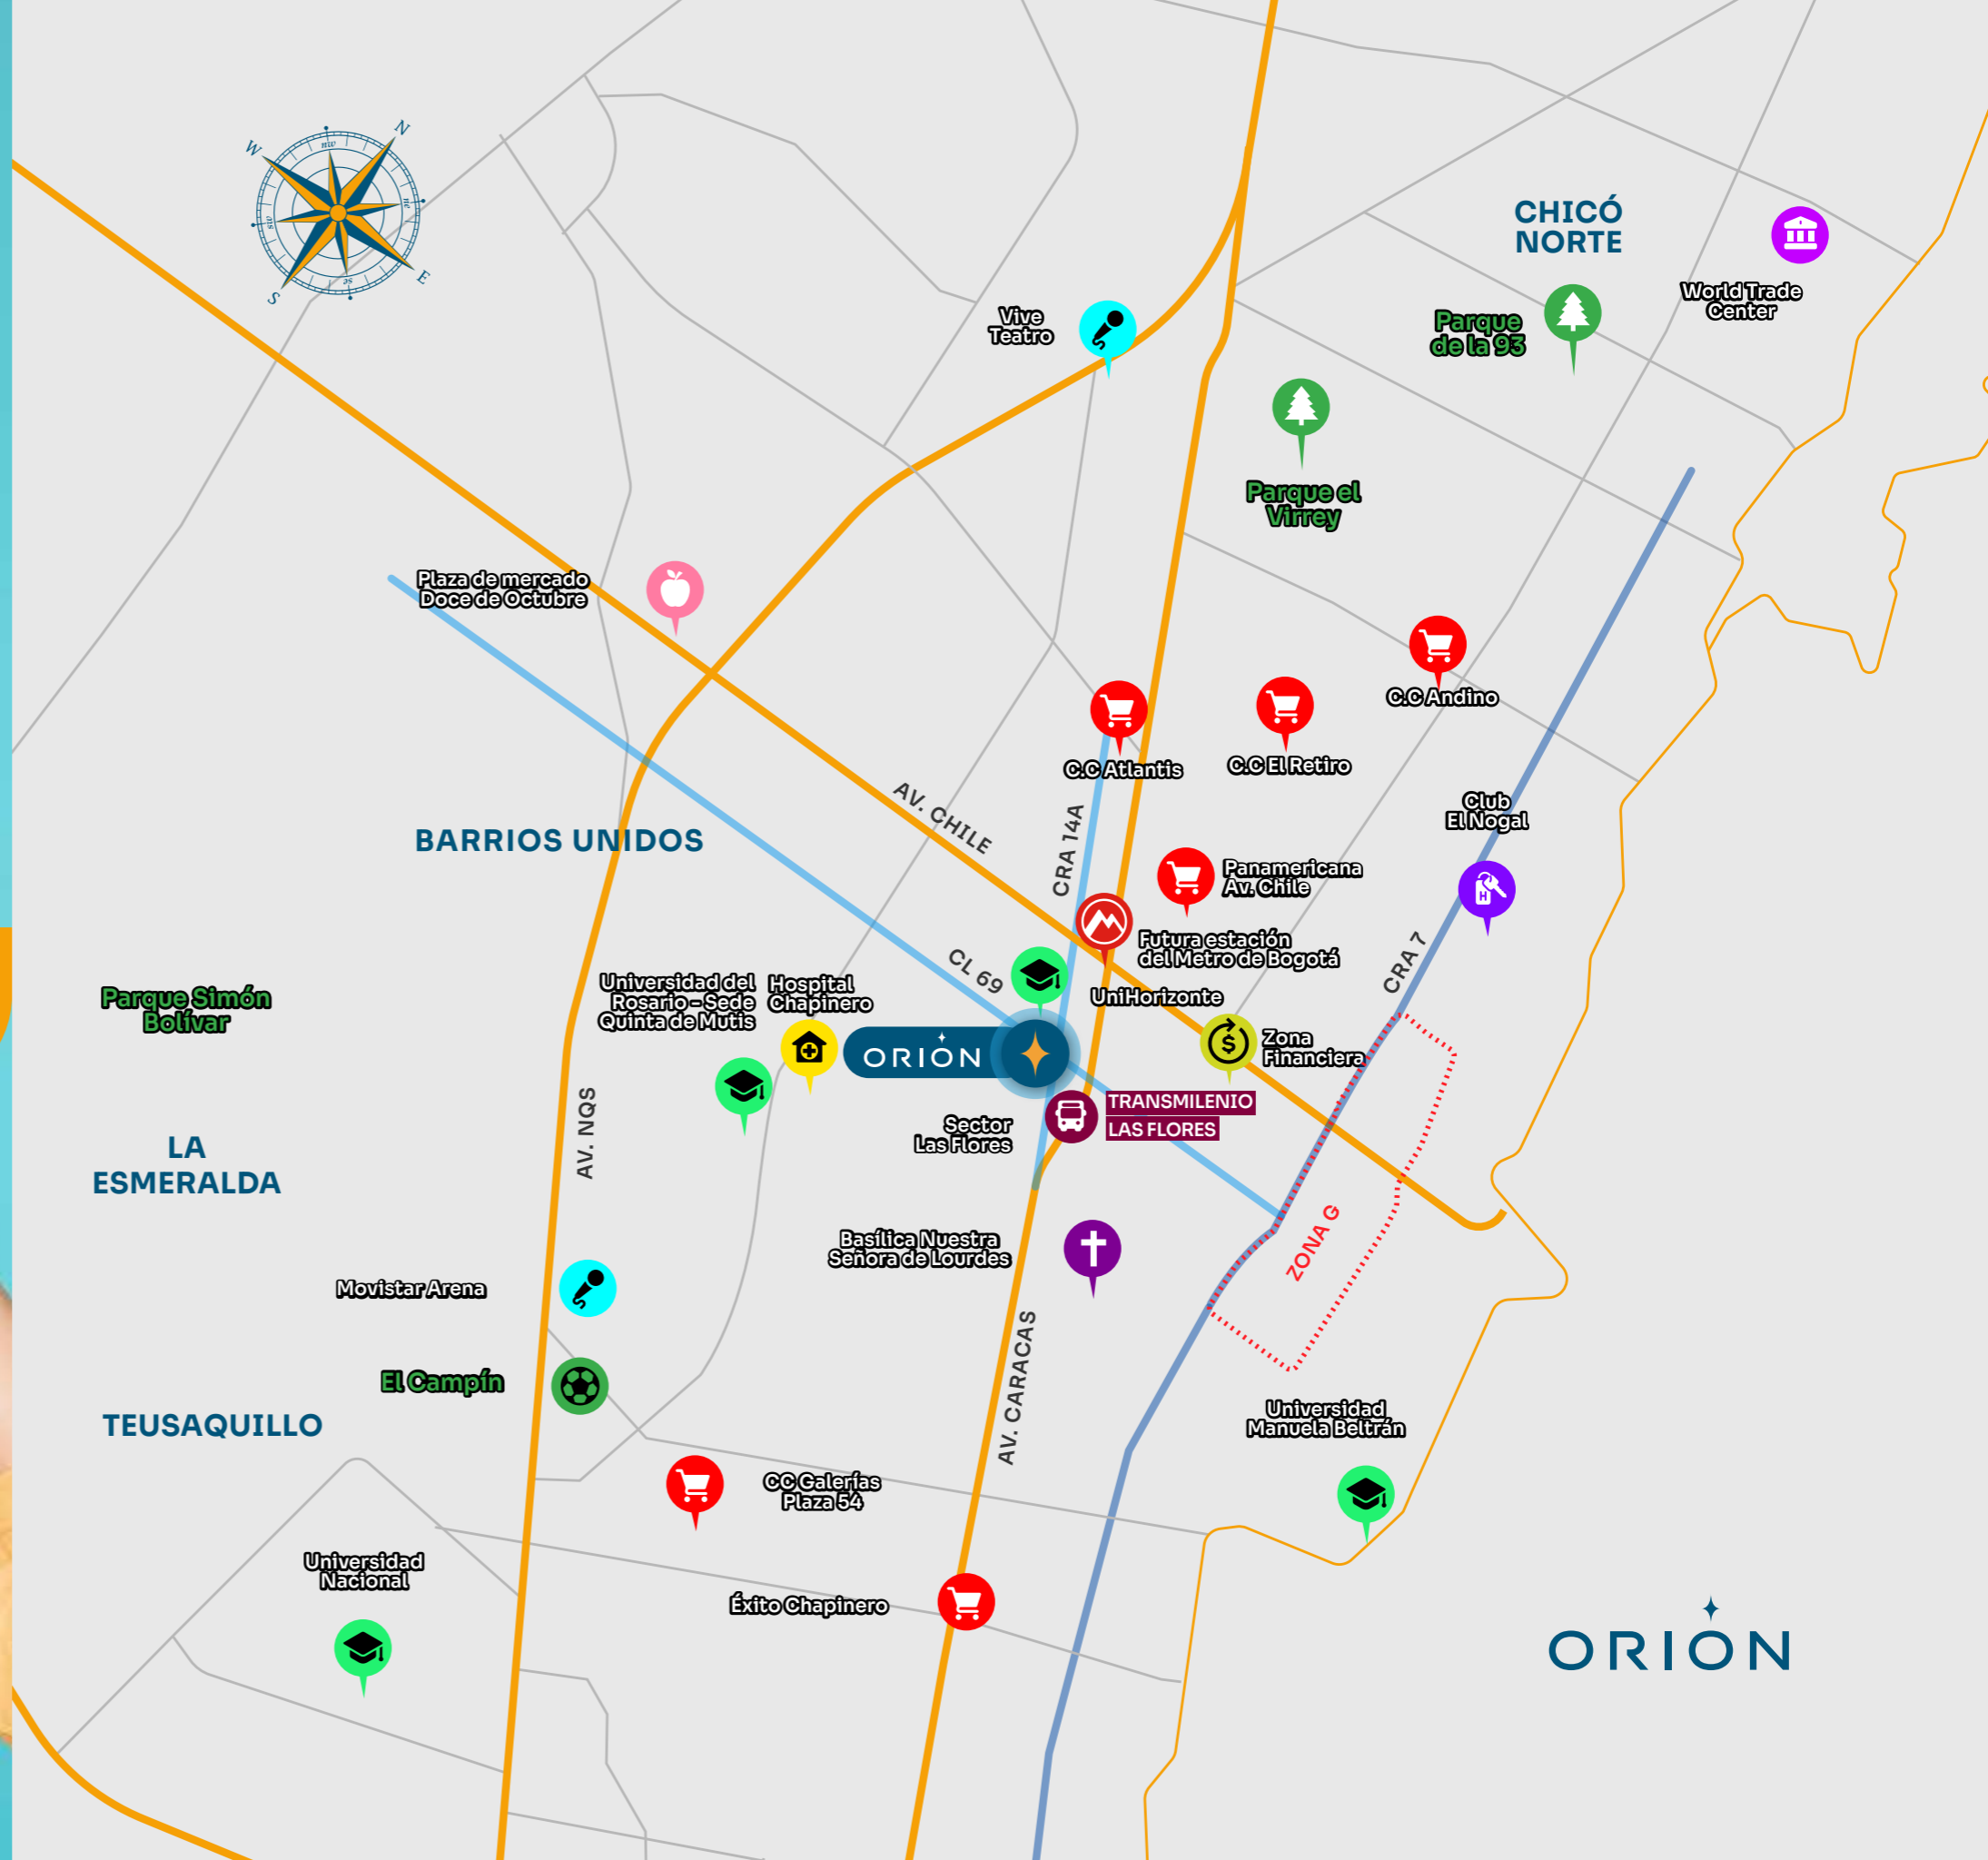 N
W
NW
NE
SW
SE
S
E
CHICÓ
NORTE
World Trade
Center
Vive
Teatro
Parque
de la 93
Parque el
Virrey
Plaza de mercado
Doce de Octubre
C.C Andino
C.C Atlantis
C.C El Retiro
AV. CHILE
CRA 14A
Club
El Nogal
BARRIOS UNIDOS
Panamericana
Av. Chile
H
Futura estación
del Metro de Bogotá
CRA 7
CL 69
Universidad del
Rosario - Sede
Quinta de Mutis
Hospital
Chapinero
UniHorizonte
Parque Simón
Bolívar
ORION
$
Zona
Financiera
TRANSMILENIO
LAS FLORES
Sector
Las Flores
AV. NQS
LA
ESMERALDA
Basílica Nuestra
Señora de Lourdes
ZONA G
Movistar Arena
El Campín
AV. CARACAS
TEUSAQUILLO
Universidad
Manuela Beltrán
CC Galerías
Plaza 54
Universidad
Nacional
Éxito Chapinero
ORION